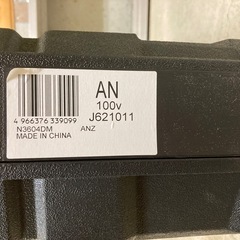 AN
100v
4 966376 339099
J621011
N3604DM ANZ
MADE IN CHINA